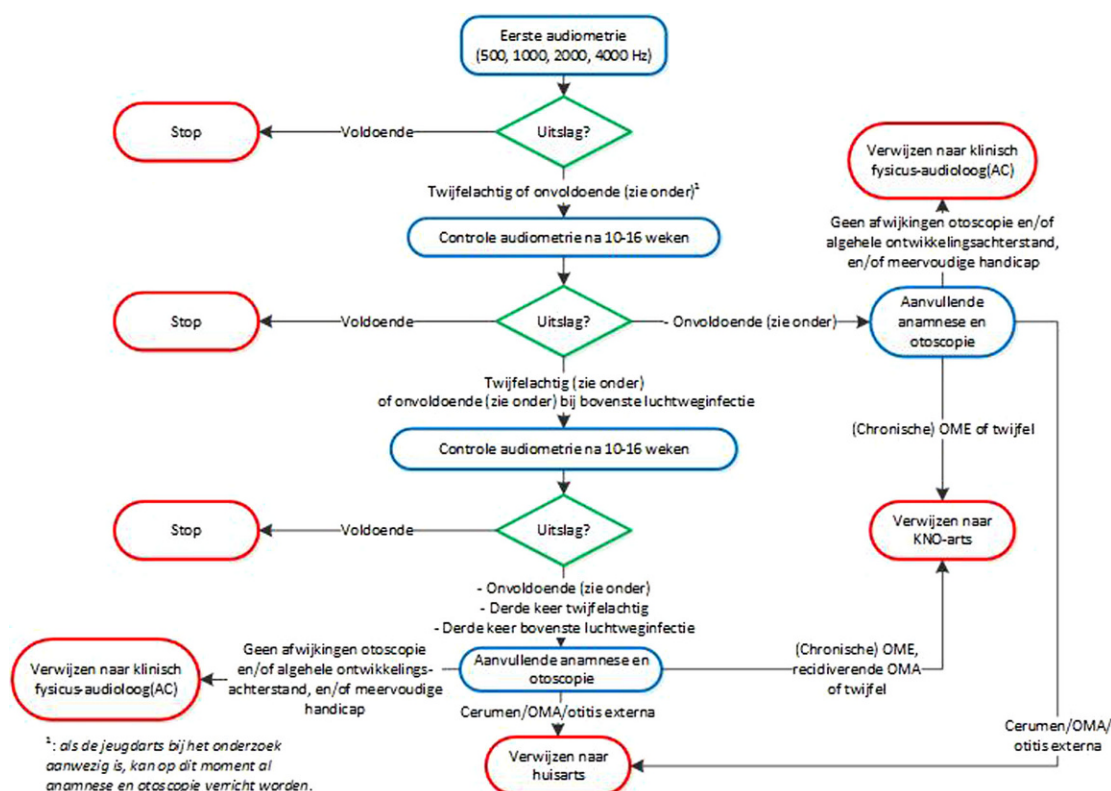 Eerste audiometrie
(500, 1000, 2000, 4000 Hz)
Uitslag?
Voldoende
Stop
Twijfelachtig of onvoldoende (zie onder)¹
Controle audiometrie na 10-16 weken
Uitslag?
Voldoende
Stop
- Onvoldoende (zie onder)
Aanvullende
anamnese en
otoscopie
Geen afwijkingen otoscopie en/of
algehele ontwikkelingsachterstand,
en/of meervoudige handicap
Verwijzen naar klinisch
fysicus-audioloog(AC)
(Chronische) OME of twijfel
Verwijzen naar
KNO-arts
Cerumen/OMA/
otitis externa
Twijfelachtig (zie onder)
of onvoldoende (zie onder) bij bovenste luchtweginfectie
Controle audiometrie na 10-16 weken
Uitslag?
Voldoende
Stop
- Onvoldoende (zie onder)
- Derde keer twijfelachtig
- Derde keer bovenste luchtweginfectie
Aanvullende anamnese en
otoscopie
Geen afwijkingen otoscopie
en/of algehele ontwikkelings-
achterstand, en/of meervoudige
handicap
Verwijzen naar klinisch
fysicus-audioloog(AC)
(Chronische) OME,
recidiverende OMA
of twijfel
Cerumen/OMA/otitis externa
Verwijzen naar
huisarts
¹: als de jeugdarts bij het onderzoek
aanwezig is, kan op dit moment al
anamnese en otoscopie verricht worden.